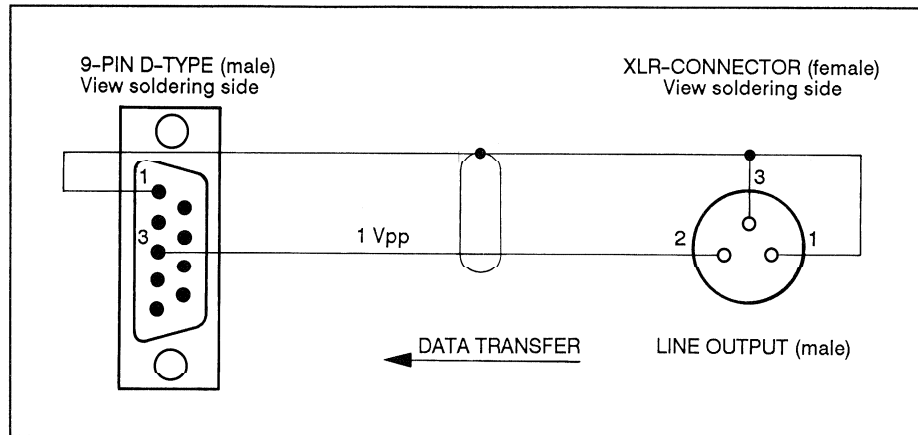 9-PIN D-TYPE (male)
View soldering side
XLR-CONNECTOR (female)
View soldering side
1
3
3
1 Vpp
2
1
DATA TRANSFER
LINE OUTPUT (male)